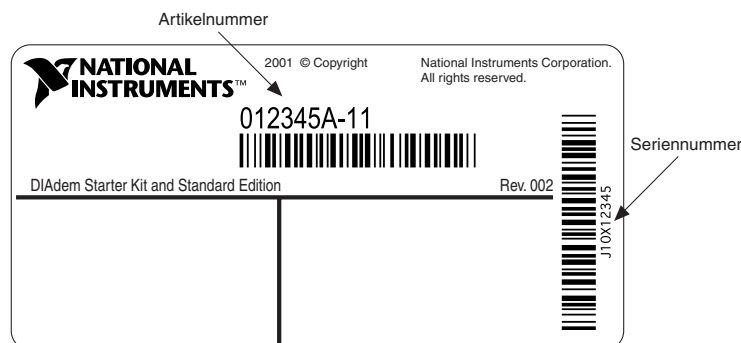 Artikelnummer
NATIONAL
INSTRUMENTS™
2001 © Copyright
National Instruments Corporation.
All rights reserved.
012345A-11
DIAdem Starter Kit and Standard Edition
Rev. 002
J10X12345
Seriennummer